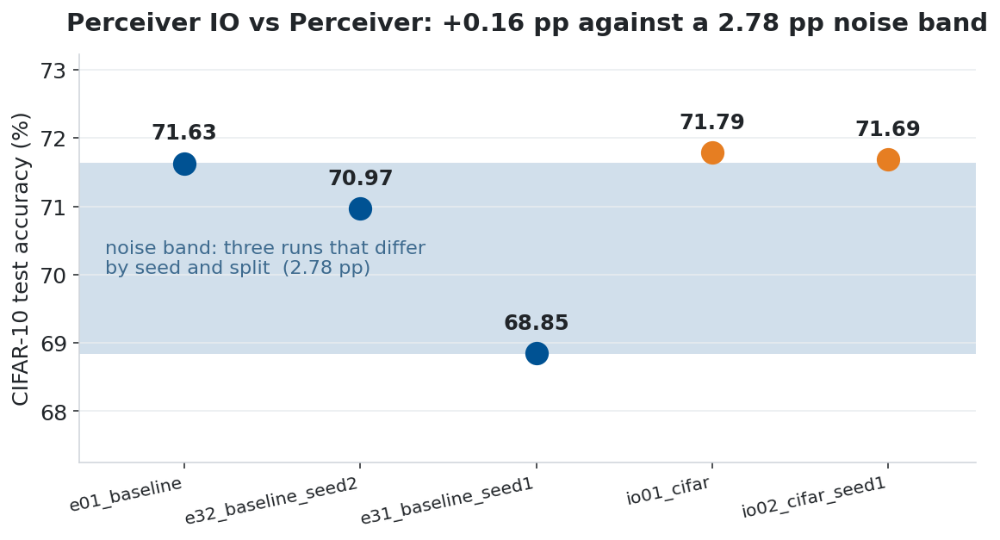 Perceiver IO vs Perceiver: +0.16 pp against a 2.78 pp noise band
CIFAR-10 test accuracy (%)
73
72
71
70
69
68
71.63
70.97
68.85
71.79
71.69
noise band: three runs that differ
by seed and split  (2.78 pp)
e01_baseline
e32_baseline_seed2
e31_baseline_seed1
io01_cifar
io02_cifar_seed1